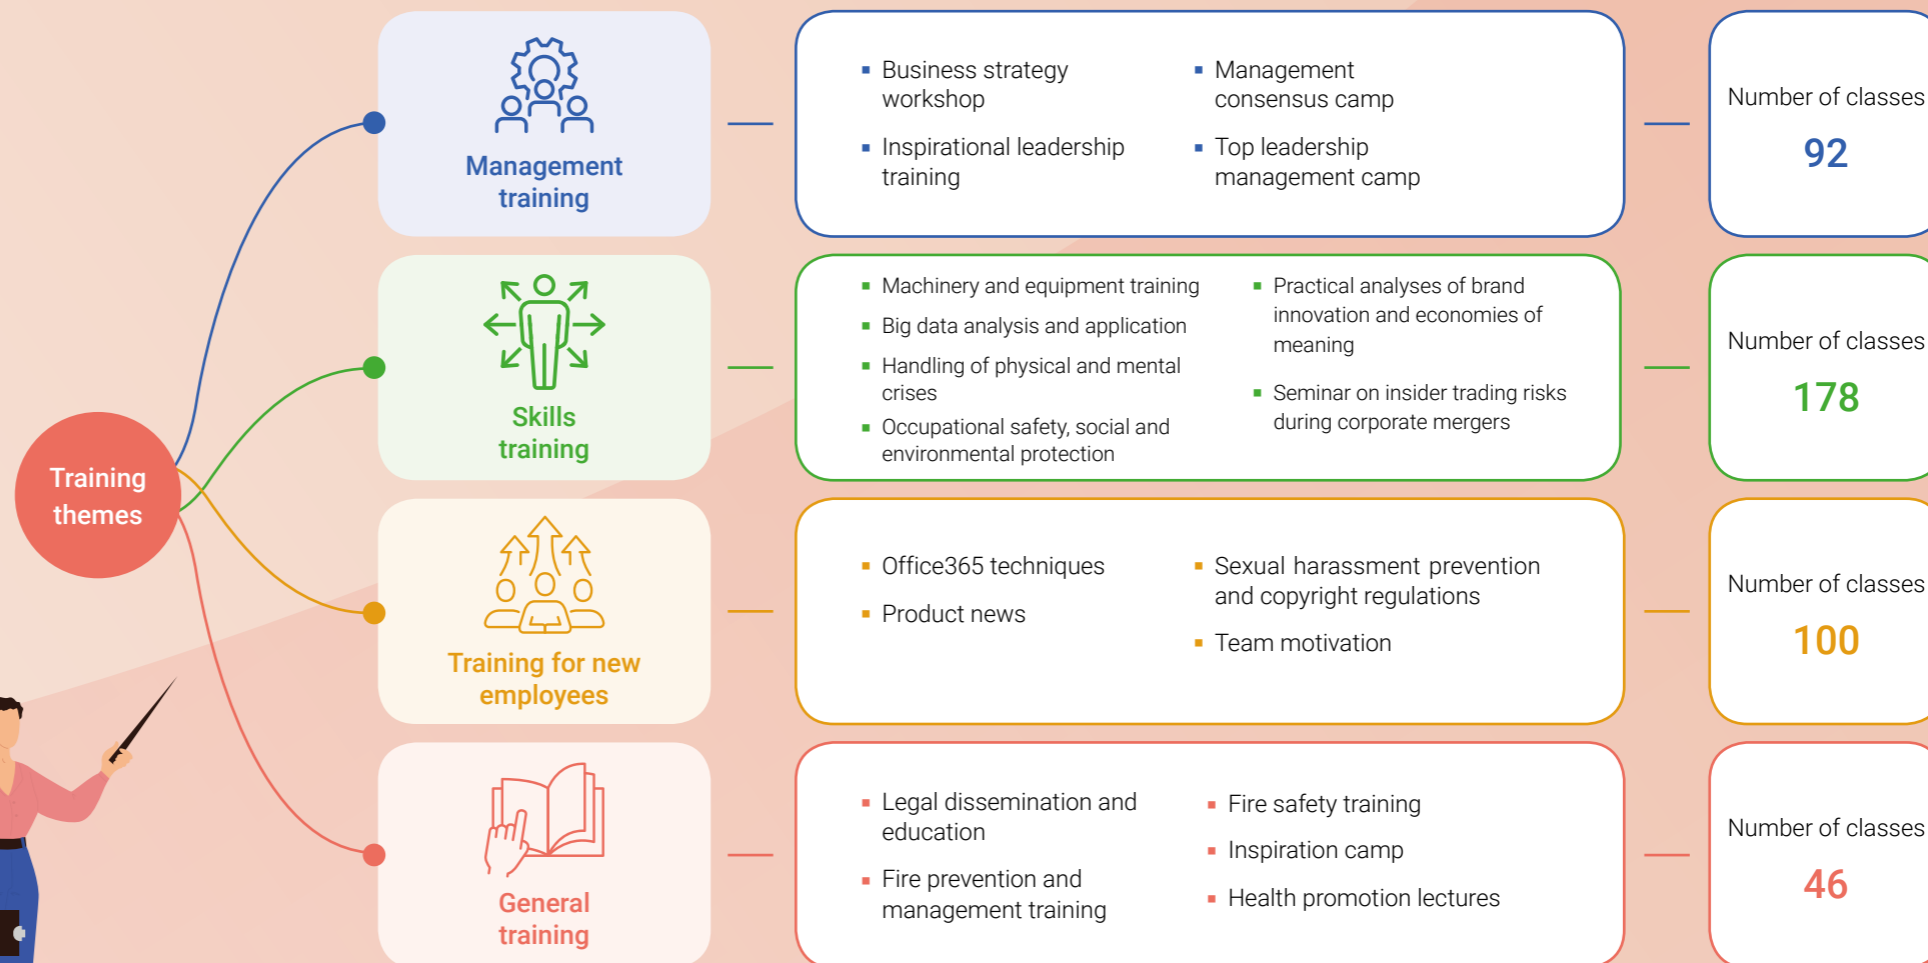 Training
themes
Management
training
Business strategy
workshop
Inspirational leadership
training
Management
consensus camp
Top leadership
management camp
Number of classes
92
Skills
training
Machinery and equipment training
Big data analysis and application
Handling of physical and mental
crises
Occupational safety, social and
environmental protection
Practical analyses of brand
innovation and economies of
meaning
Seminar on insider trading risks
during corporate mergers
Number of classes
178
Training for new
employees
Office365 techniques
Product news
Sexual harassment prevention
and copyright regulations
Team motivation
Number of classes
100
General
training
Legal dissemination and
education
Fire prevention and
management training
Fire safety training
Inspiration camp
Health promotion lectures
Number of classes
46